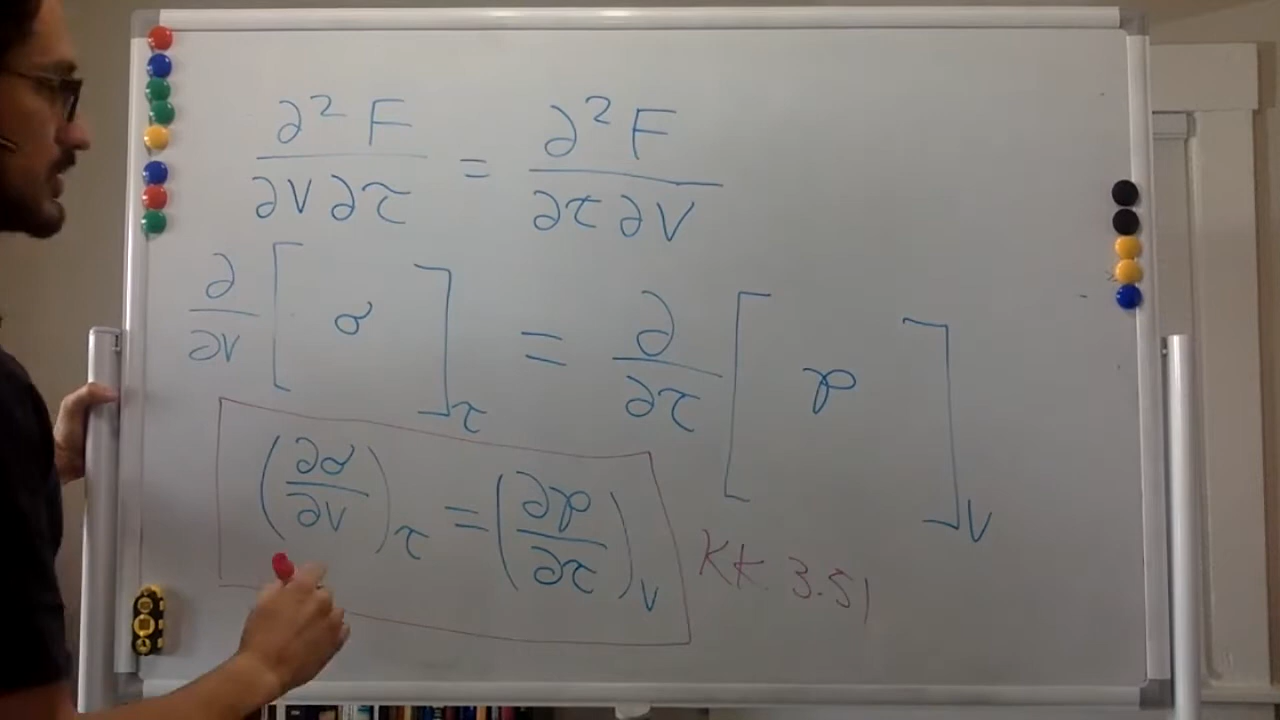 ∂²F/∂V∂τ = ∂²F/∂τ∂V
∂/∂V [σ]_τ = ∂/∂τ [p]_V
(∂σ/∂V)_τ = (∂p/∂τ)_V KK 3.51